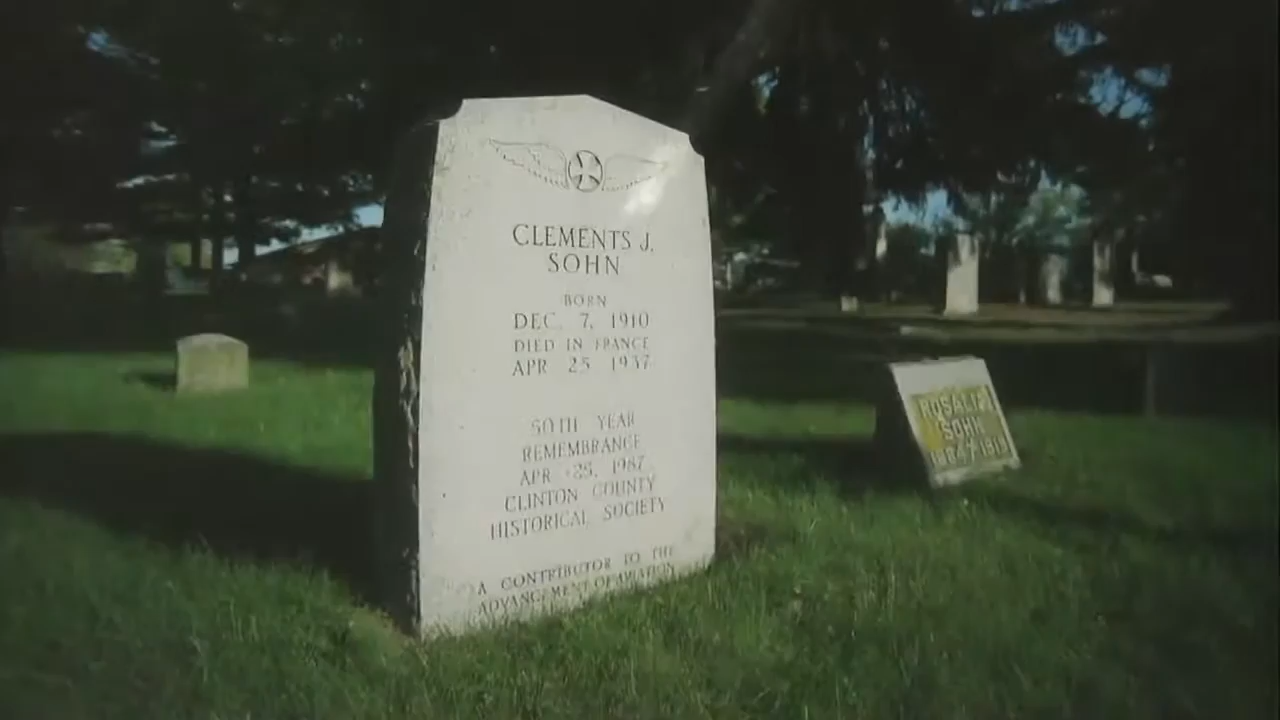 CLEMENTS J.
SOHN
BORN
DEC. 7, 1910
DIED IN FRANCE
APR 25 1937
50TH YEAR
REMEMBRANCE
APR 25, 1987
CLINTON COUNTY
HISTORICAL SOCIETY
A CONTRIBUTOR TO THE
ADVANCEMENT OF AVIATION
SOHN